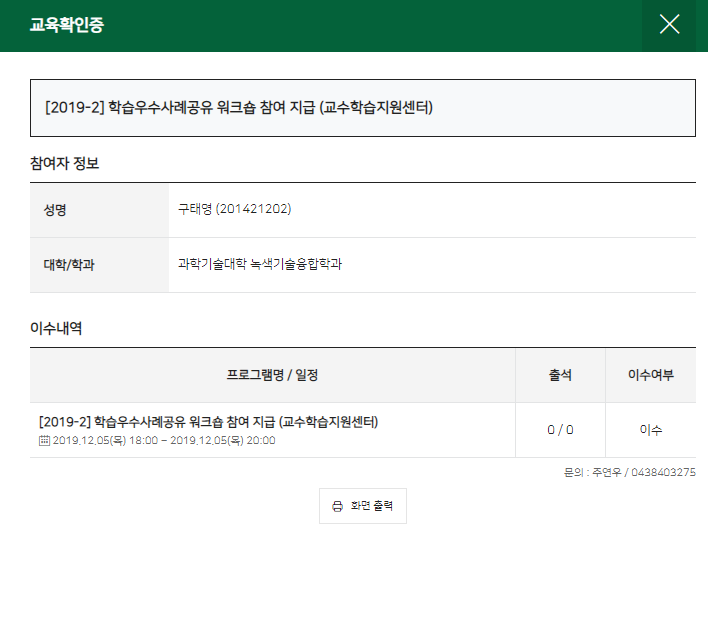 교육확인증
[2019-2] 학습우수사례공유 워크숍 참여 지급 (교수학습지원센터)
참여자 정보
성명 구태영 (201421202)
대학/학과 과학기술대학 녹색기술융합학과
이수내역
프로그램명 / 일정 출석 이수여부
[2019-2] 학습우수사례공유 워크숍 참여 지급 (교수학습지원센터)
2019.12.05(목) 18:00 ~ 2019.12.05(목) 20:00
0 / 0 이수
문의 : 주연우 / 0438403275
화면 출력